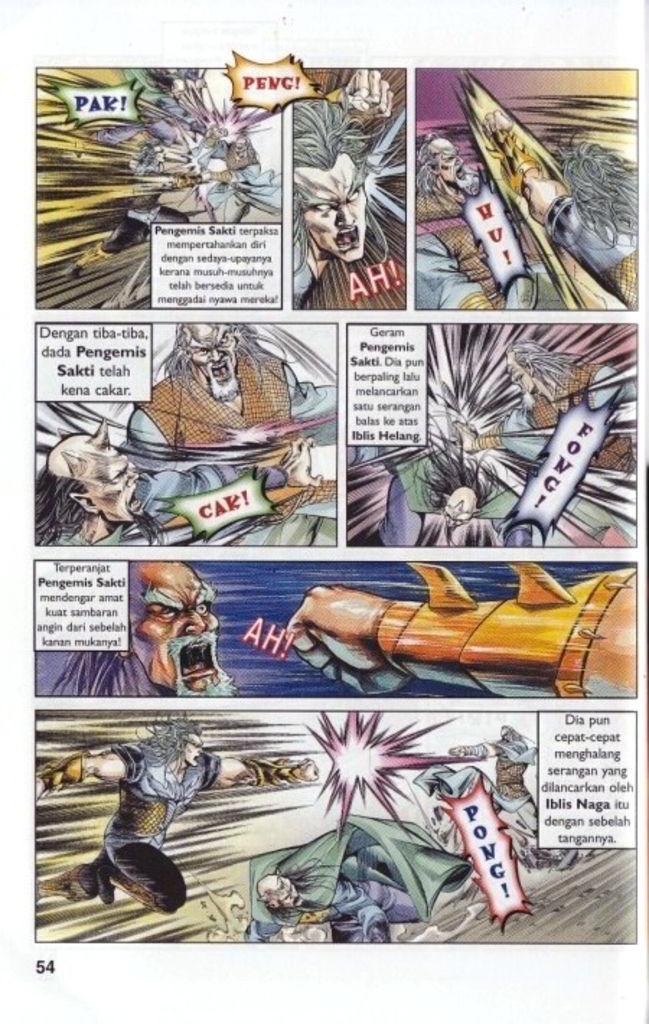 PAK!
PENG!
Pengemis Sakti terpaksa
mempertahankan diri
sedaya-upayanya
kerana musuh-musuhnya
telah bersedia untuk
menggadai nyawa mereka!
AH!
HU!
Dengan tiba-tiba,
dada Pengemis
Sakti telah
kena cakar.
CAK!
Geram
Pengemis
Sakti. Dia pun
berpaling lalu
melancarkan
satu serangan
balas ke atas
Iblis Helang.
FONG!
Terperanjat
Pengemis Sakti
mendengar amat
kuat sambaran
angin dari sebelah
kanan mukanya!
AH!
Dia pun
cepat-cepat
menghalang
serangan yang
dilancarkan oleh
Iblis Naga itu
dengan sebelah
tangannya.
PONG!
54